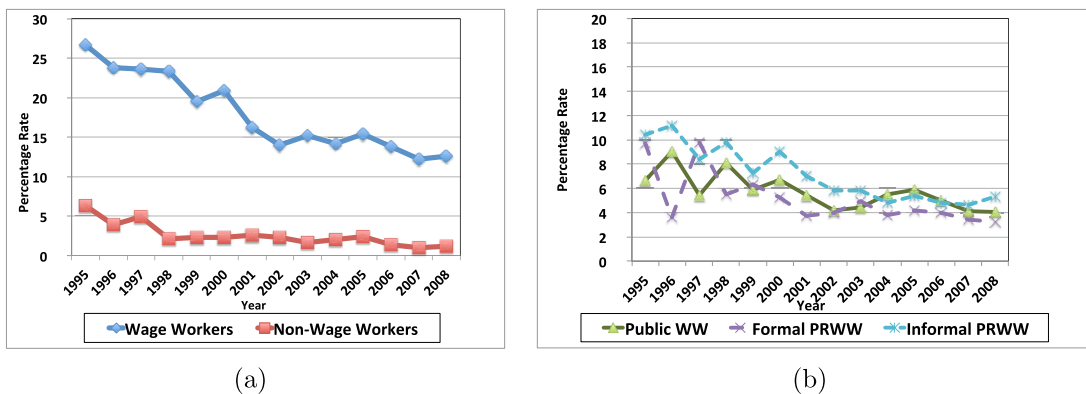 30
25
20
15
10
5
0
Percentage Rate
1995 1996 1997 1998 1999 2000 2001 2002 2003 2004 2005 2006 2007 2008
Year
Wage Workers Non-Wage Workers
(a)
20
18
16
14
12
10
8
6
4
2
0
Percentage Rate
1995 1996 1997 1998 1999 2000 2001 2002 2003 2004 2005 2006 2007 2008
Year
Public WW Formal PRWW Informal PRWW
(b)